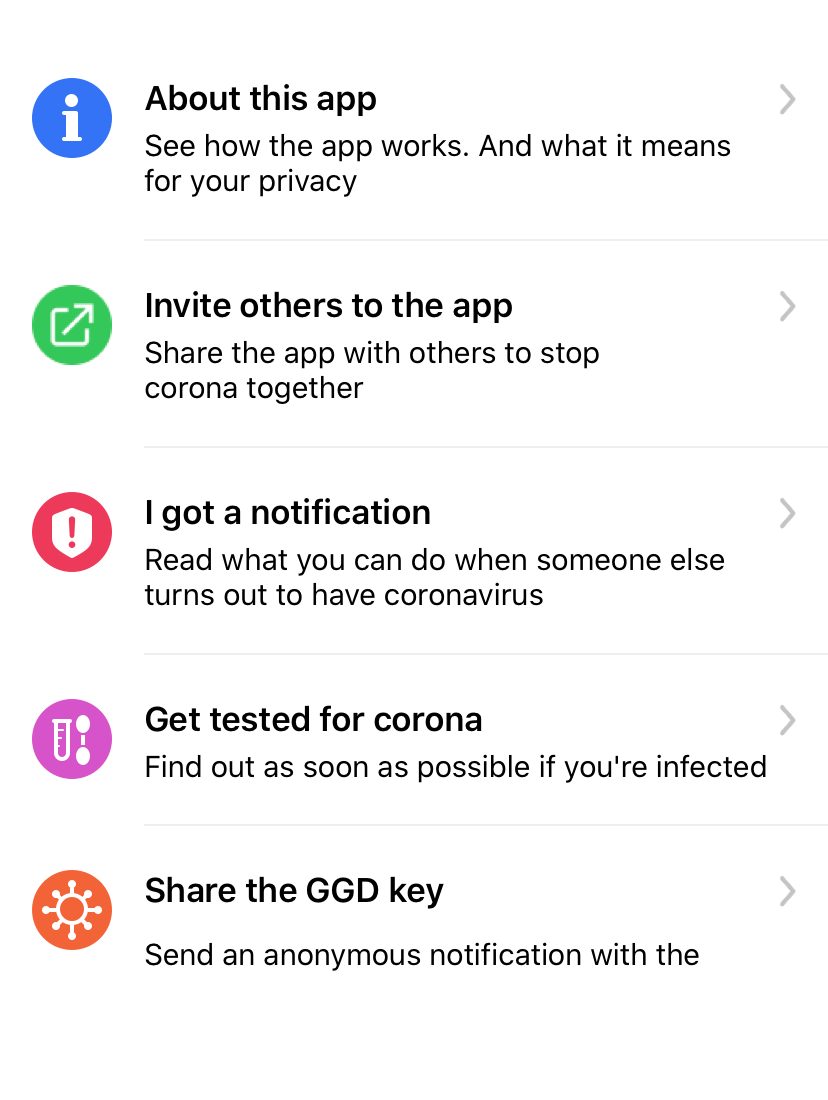 About this app
See how the app works. And what it means
for your privacy
Invite others to the app
Share the app with others to stop
corona together
I got a notification
Read what you can do when someone else
turns out to have coronavirus
Get tested for corona
Find out as soon as possible if you're infected
Share the GGD key
Send an anonymous notification with the